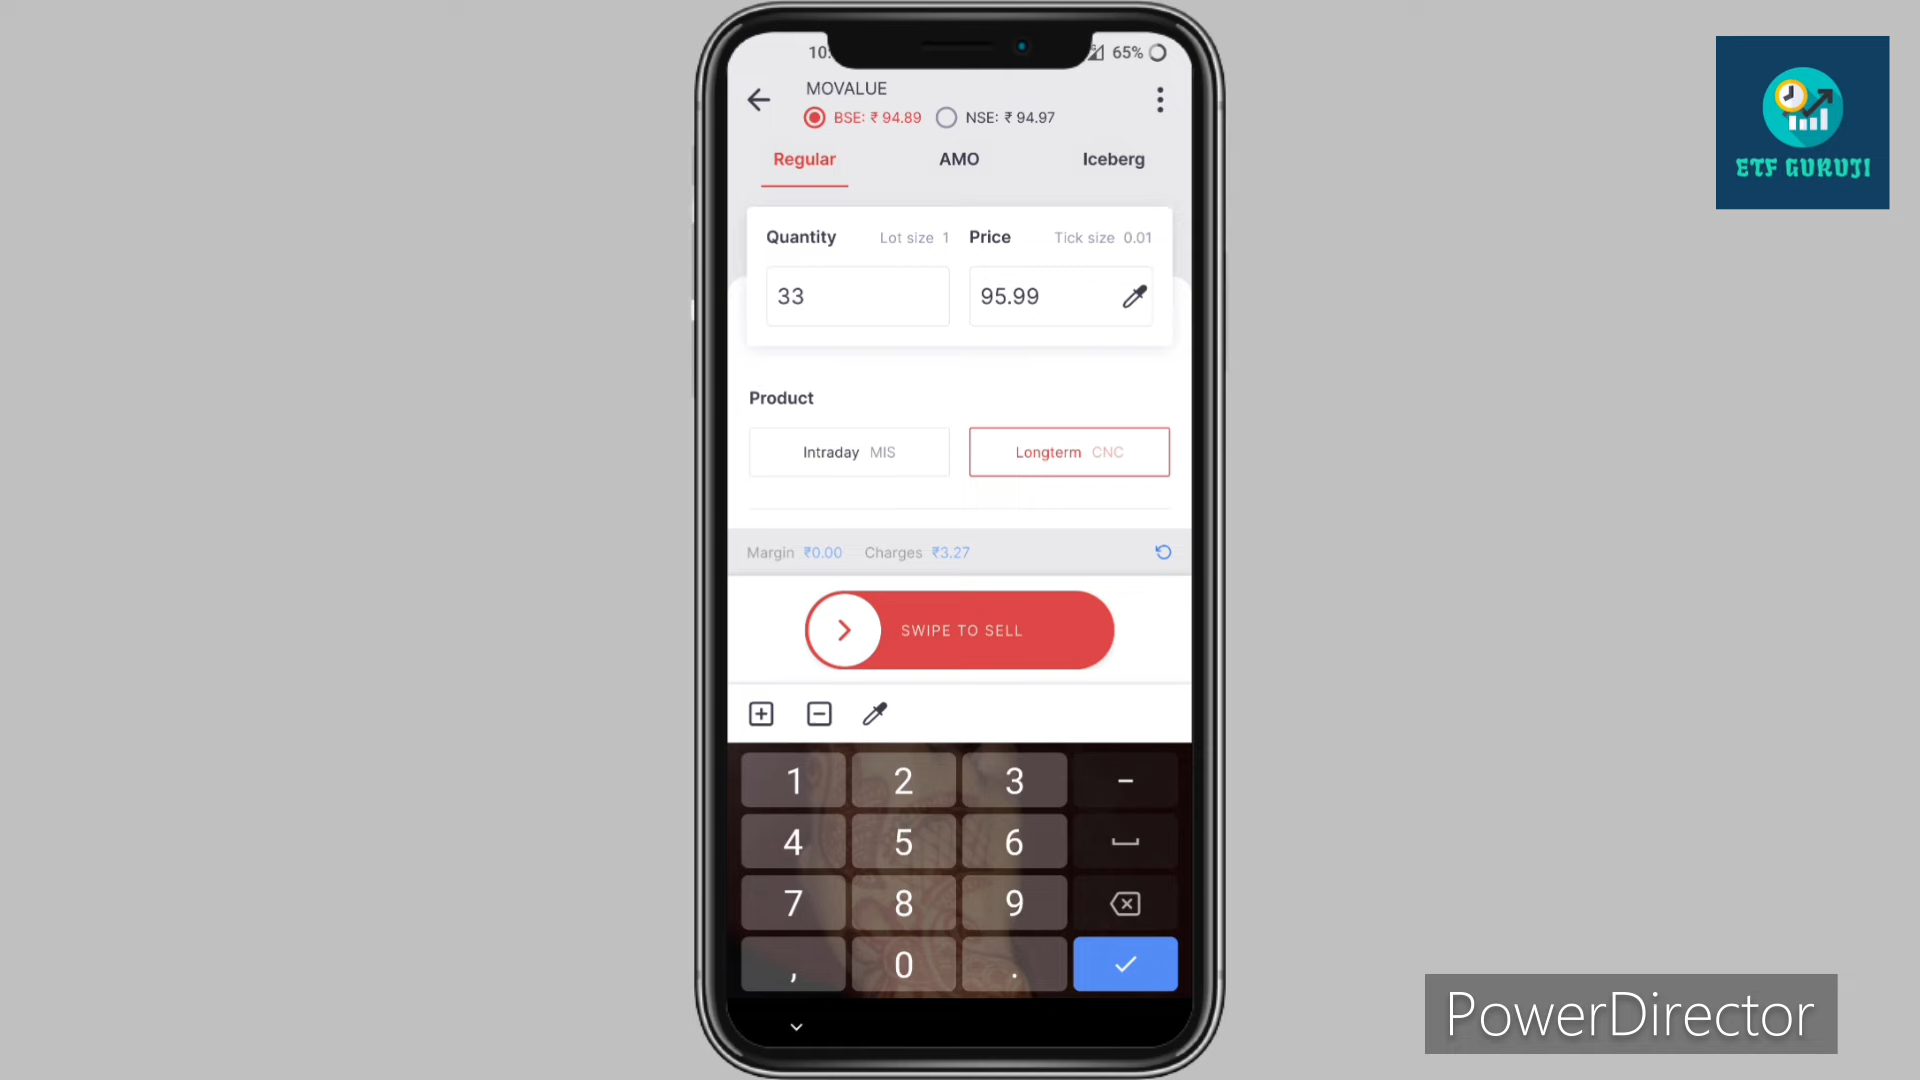 10:
65%
MOVALUE
BSE: ₹ 94.89 NSE: ₹ 94.97
Regular AMO Iceberg
Quantity Lot size 1 Price Tick size 0.01
33 95.99
Product
Intraday MIS Longterm CNC
Margin ₹0.00 Charges ₹3.27
SWIPE TO SELL
1 2 3 -
4 5 6
7 8 9
, 0 .
ETF GURUJI
PowerDirector